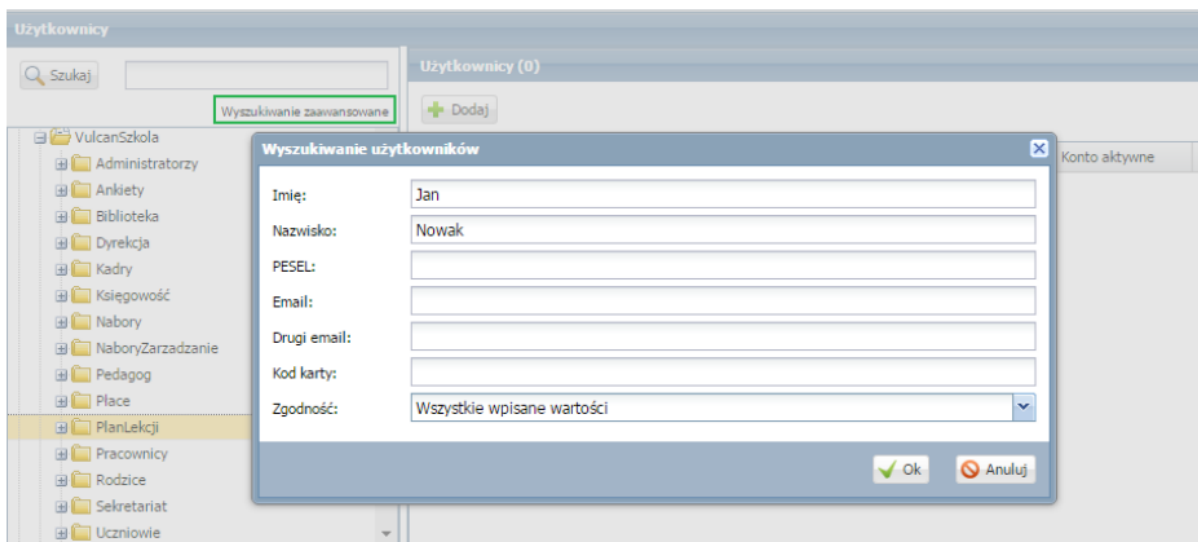 Użytkownicy
Szukaj
Wyszukiwanie zaawansowane
VulcanSzkola
Administratorzy
Ankiety
Biblioteka
Dyrekcja
Kadry
Księgowość
Nabory
NaboryZarzadzanie
Pedagog
Płace
PlanLekcji
Pracownicy
Rodzice
Sekretariat
Uczniowie
Użytkownicy (0)
Dodaj
Konto aktywne
Wyszukiwanie użytkowników
Imię: Jan
Nazwisko: Nowak
PESEL:
Email:
Drugi email:
Kod karty:
Zgodność: Wszystkie wpisane wartości
Ok Anuluj